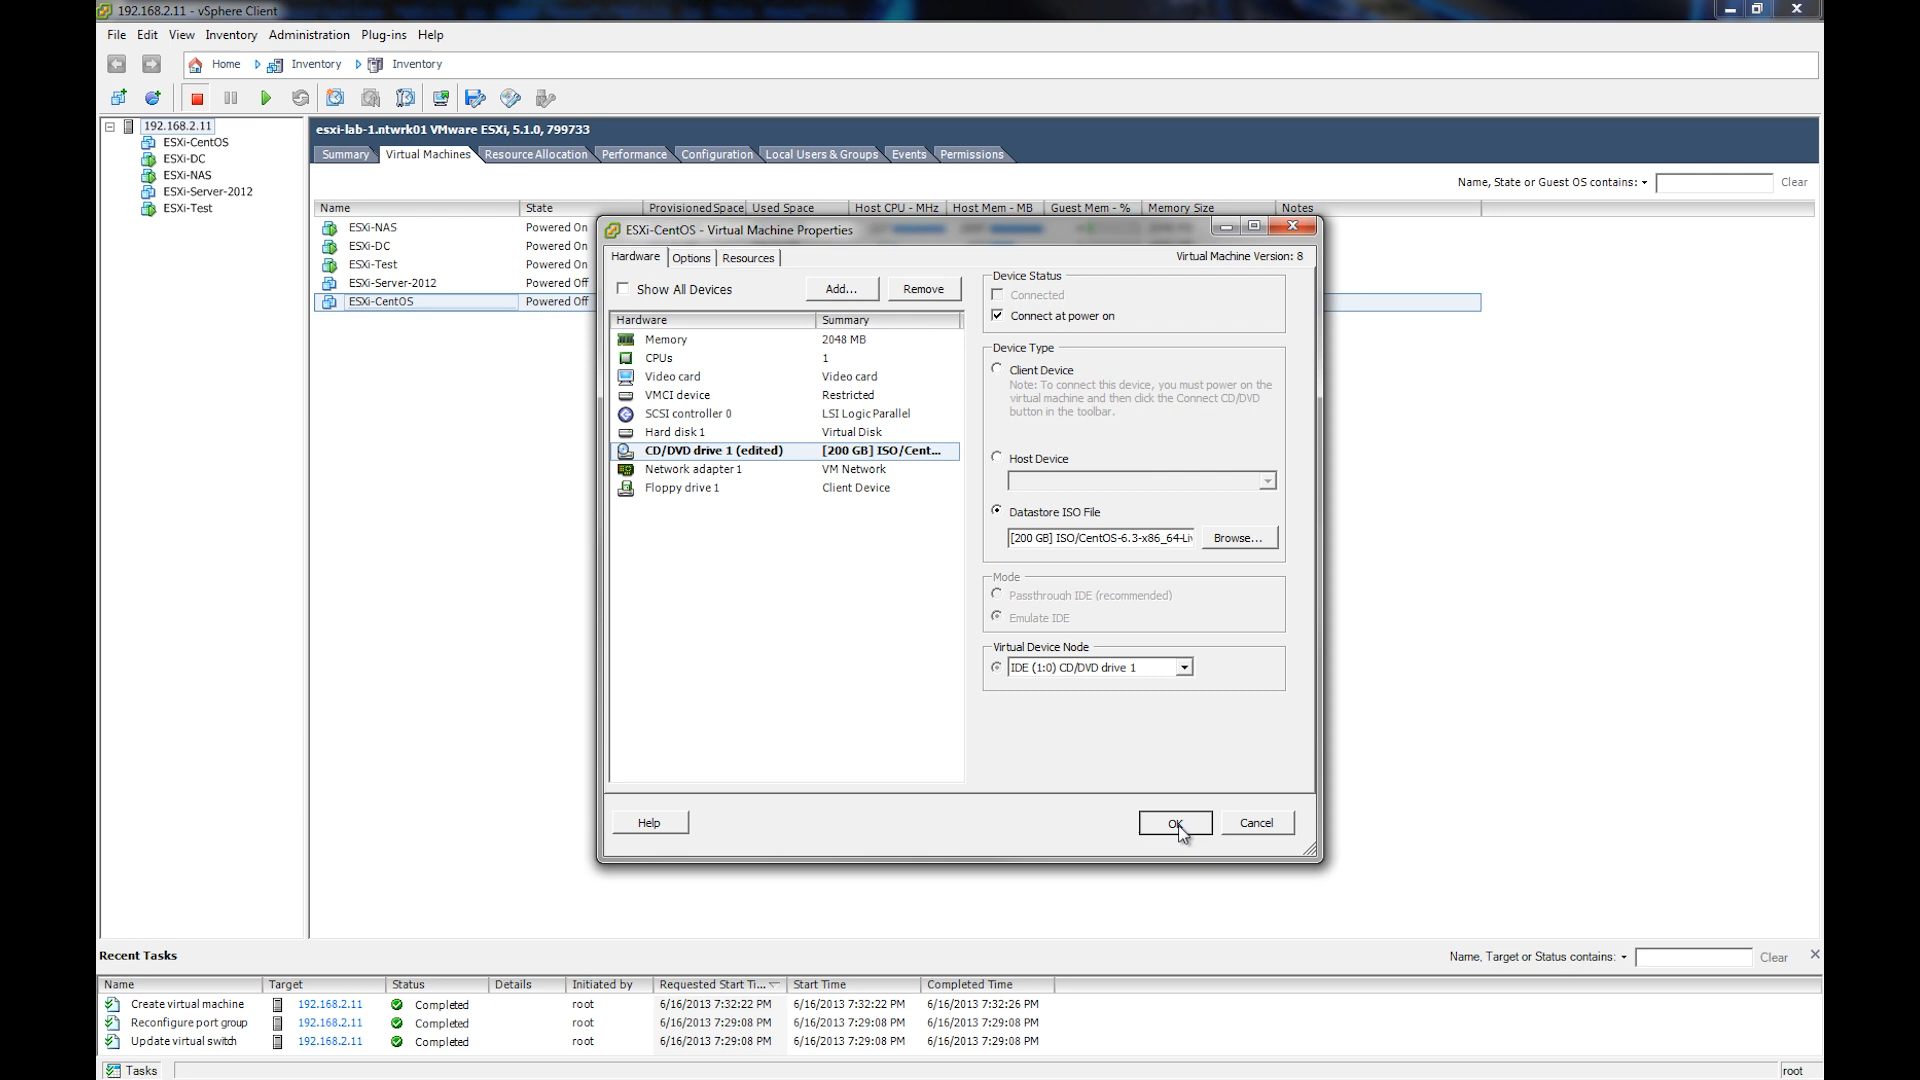 192.168.2.11 - vSphere Client
File Edit View Inventory Administration Plug-ins Help
Home Inventory Inventory
192.168.2.11
ESXi-CentOS
ESXi-DC
ESXi-NAS
ESXi-Server-2012
ESXi-Test
esxi-lab-1.ntwrk01 VMware ESXi, 5.1.0, 799733
Summary Virtual Machines Resource Allocation Performance Configuration Local Users & Groups Events Permissions
Name, State or Guest OS contains: Clear
Name State Provisioned Space Used Space Host CPU - MHz Host Mem - MB Guest Mem - % Memory Size Notes
ESXi-NAS Powered On
ESXi-DC Powered On
ESXi-Test Powered On
ESXi-Server-2012 Powered Off
ESXi-CentOS Powered Off
ESXi-CentOS - Virtual Machine Properties
Hardware Options Resources Virtual Machine Version: 8
Show All Devices Add... Remove
Hardware Summary
Memory 2048 MB
CPUs 1
Video card Video card
VMCI device Restricted
SCSI controller 0 LSI Logic Parallel
Hard disk 1 Virtual Disk
CD/DVD drive 1 (edited) [200 GB] ISO/Cent...
Network adapter 1 VM Network
Floppy drive 1 Client Device
Device Status
Connected
Connect at power on
Device Type
Client Device
Note: To connect this device, you must power on the
virtual machine and then click the Connect CD/DVD
button in the toolbar.
Host Device
Datastore ISO File
[200 GB] ISO/CentOS-6.3-x86_64-Li Browse...
Mode
Passthrough IDE (recommended)
Emulate IDE
Virtual Device Node
IDE (1:0) CD/DVD drive 1
Help OK Cancel
Recent Tasks Name, Target or Status contains: Clear
Name Target Status Details Initiated by Requested Start Ti... Start Time Completed Time
Create virtual machine 192.168.2.11 Completed root 6/16/2013 7:32:22 PM 6/16/2013 7:32:22 PM 6/16/2013 7:32:26 PM
Reconfigure port group 192.168.2.11 Completed root 6/16/2013 7:29:08 PM 6/16/2013 7:29:08 PM 6/16/2013 7:29:08 PM
Update virtual switch 192.168.2.11 Completed root 6/16/2013 7:29:08 PM 6/16/2013 7:29:08 PM 6/16/2013 7:29:08 PM
Tasks root